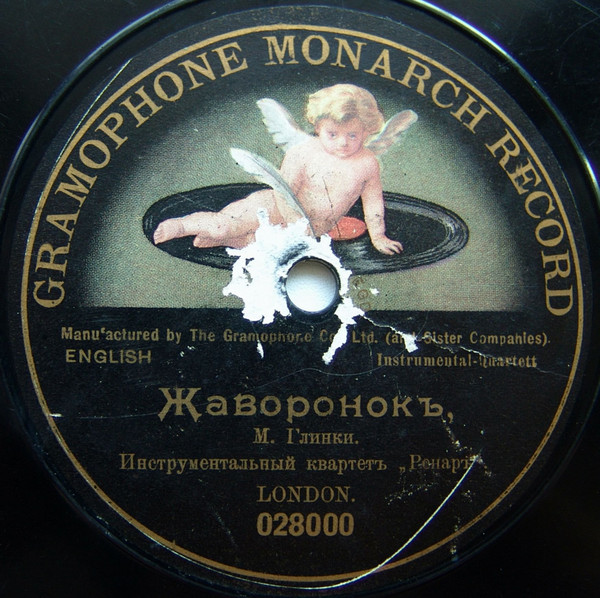 GRAMOPHONE MONARCH RECORD
Manufactured by The Gramophone Co. Ltd. (and Sister Companies).
ENGLISH
Instrumental-Quartett
Жаворонокъ,
М. Глинки.
Инструментальный квартетъ „Ренаръ“
LONDON.
028000